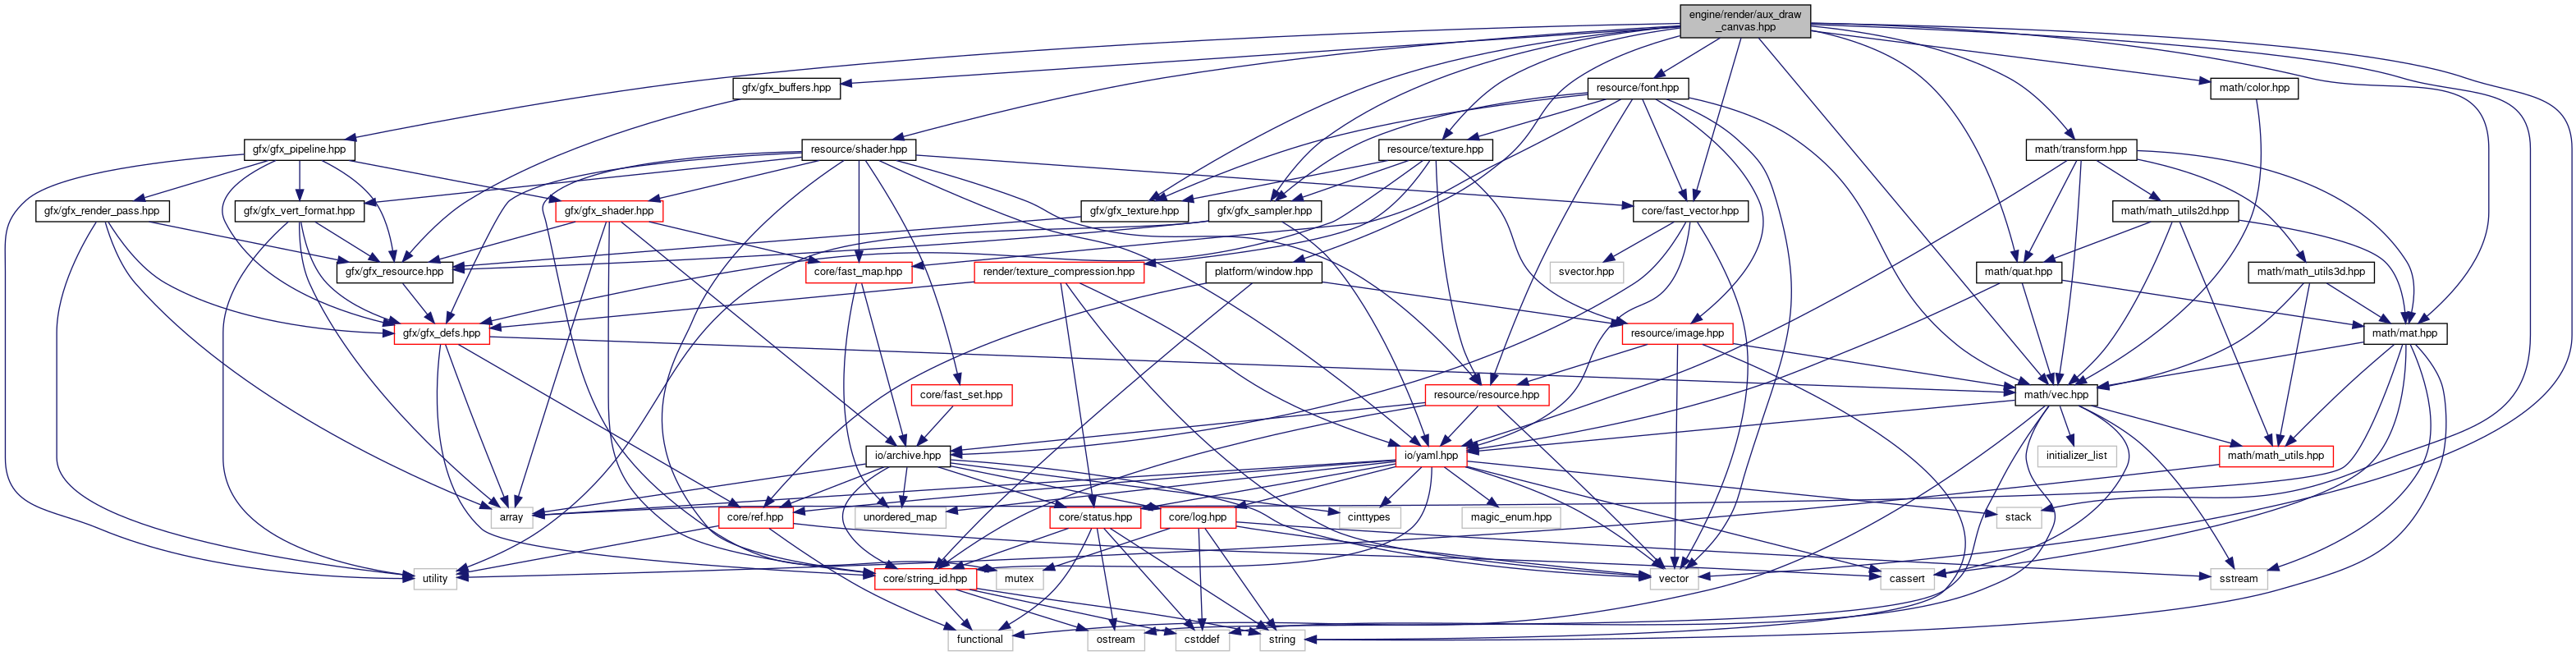 engine/render/aux_draw
_canvas.hpp
gfx/gfx_buffers.hpp
resource/font.hpp
math/color.hpp
gfx/gfx_pipeline.hpp
resource/shader.hpp
resource/texture.hpp
math/transform.hpp
gfx/gfx_render_pass.hpp
gfx/gfx_vert_format.hpp
gfx/gfx_shader.hpp
gfx/gfx_texture.hpp
gfx/gfx_sampler.hpp
core/fast_vector.hpp
math/math_utils2d.hpp
gfx/gfx_resource.hpp
core/fast_map.hpp
render/texture_compression.hpp
platform/window.hpp
svector.hpp
math/quat.hpp
math/math_utils3d.hpp
gfx/gfx_defs.hpp
resource/image.hpp
math/mat.hpp
core/fast_set.hpp
resource/resource.hpp
math/vec.hpp
io/archive.hpp
io/yaml.hpp
initializer_list
math/math_utils.hpp
array
core/ref.hpp
unordered_map
core/status.hpp
core/log.hpp
cinttypes
magic_enum.hpp
stack
utility
core/string_id.hpp
mutex
vector
cassert
sstream
functional
ostream
cstddef
string